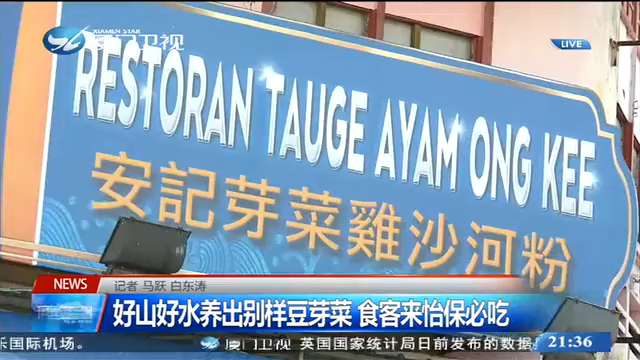 XIAMEN STAR
厦门卫视
LIVE
RESTORAN TAUGE AYAM ONG KEE
安記芽菜雞沙河粉
NEWS
记者 马跃 白东涛
好山好水养出别样豆芽菜 食客来怡保必吃
乐国际机场。
英国国家统计局日前发布的数据
21:36